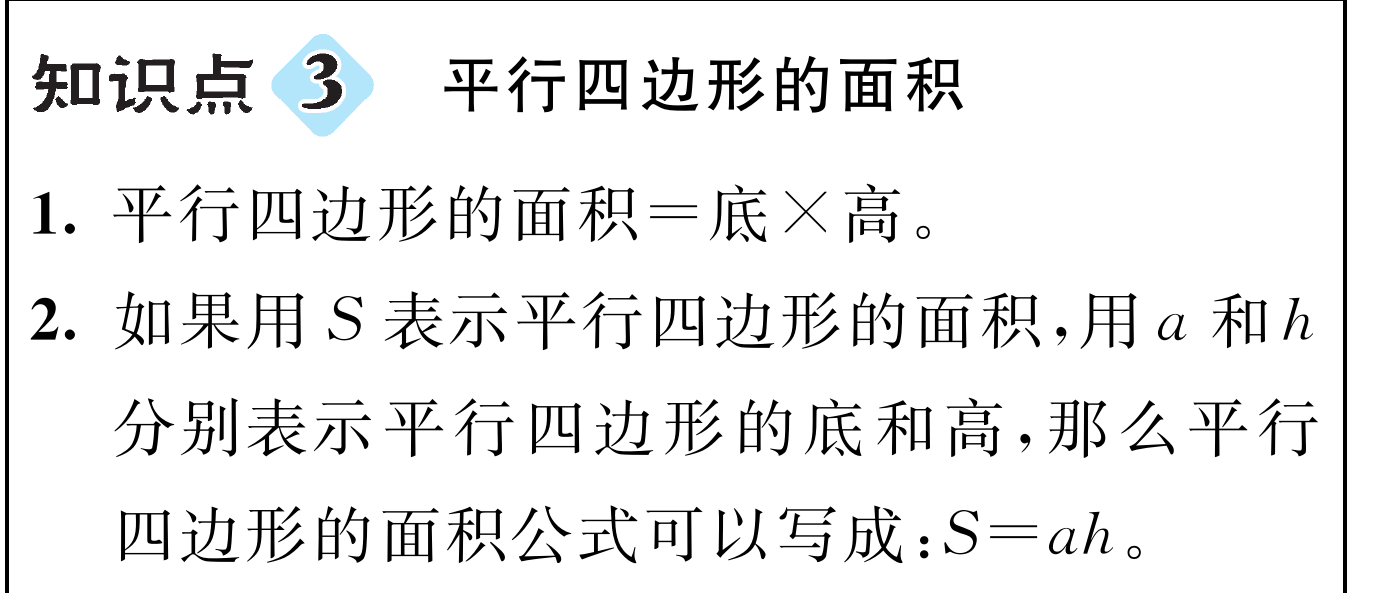 知识点 3 平行四边形的面积
1. 平行四边形的面积＝底×高。
2. 如果用 S 表示平行四边形的面积,用 a 和 h
分别表示平行四边形的底和高,那么平行
四边形的面积公式可以写成:S＝ah。